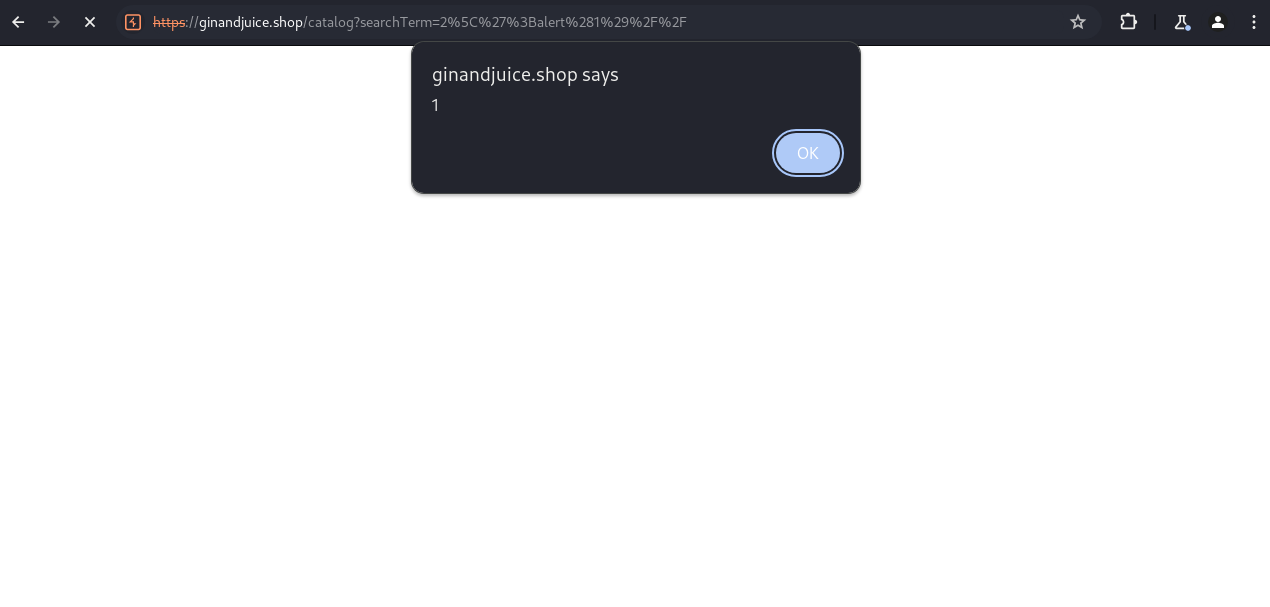 https://ginandjuice.shop/catalog?searchTerm=2%5C%27%3Balert%281%29%2F%2F
ginandjuice.shop says
1
OK